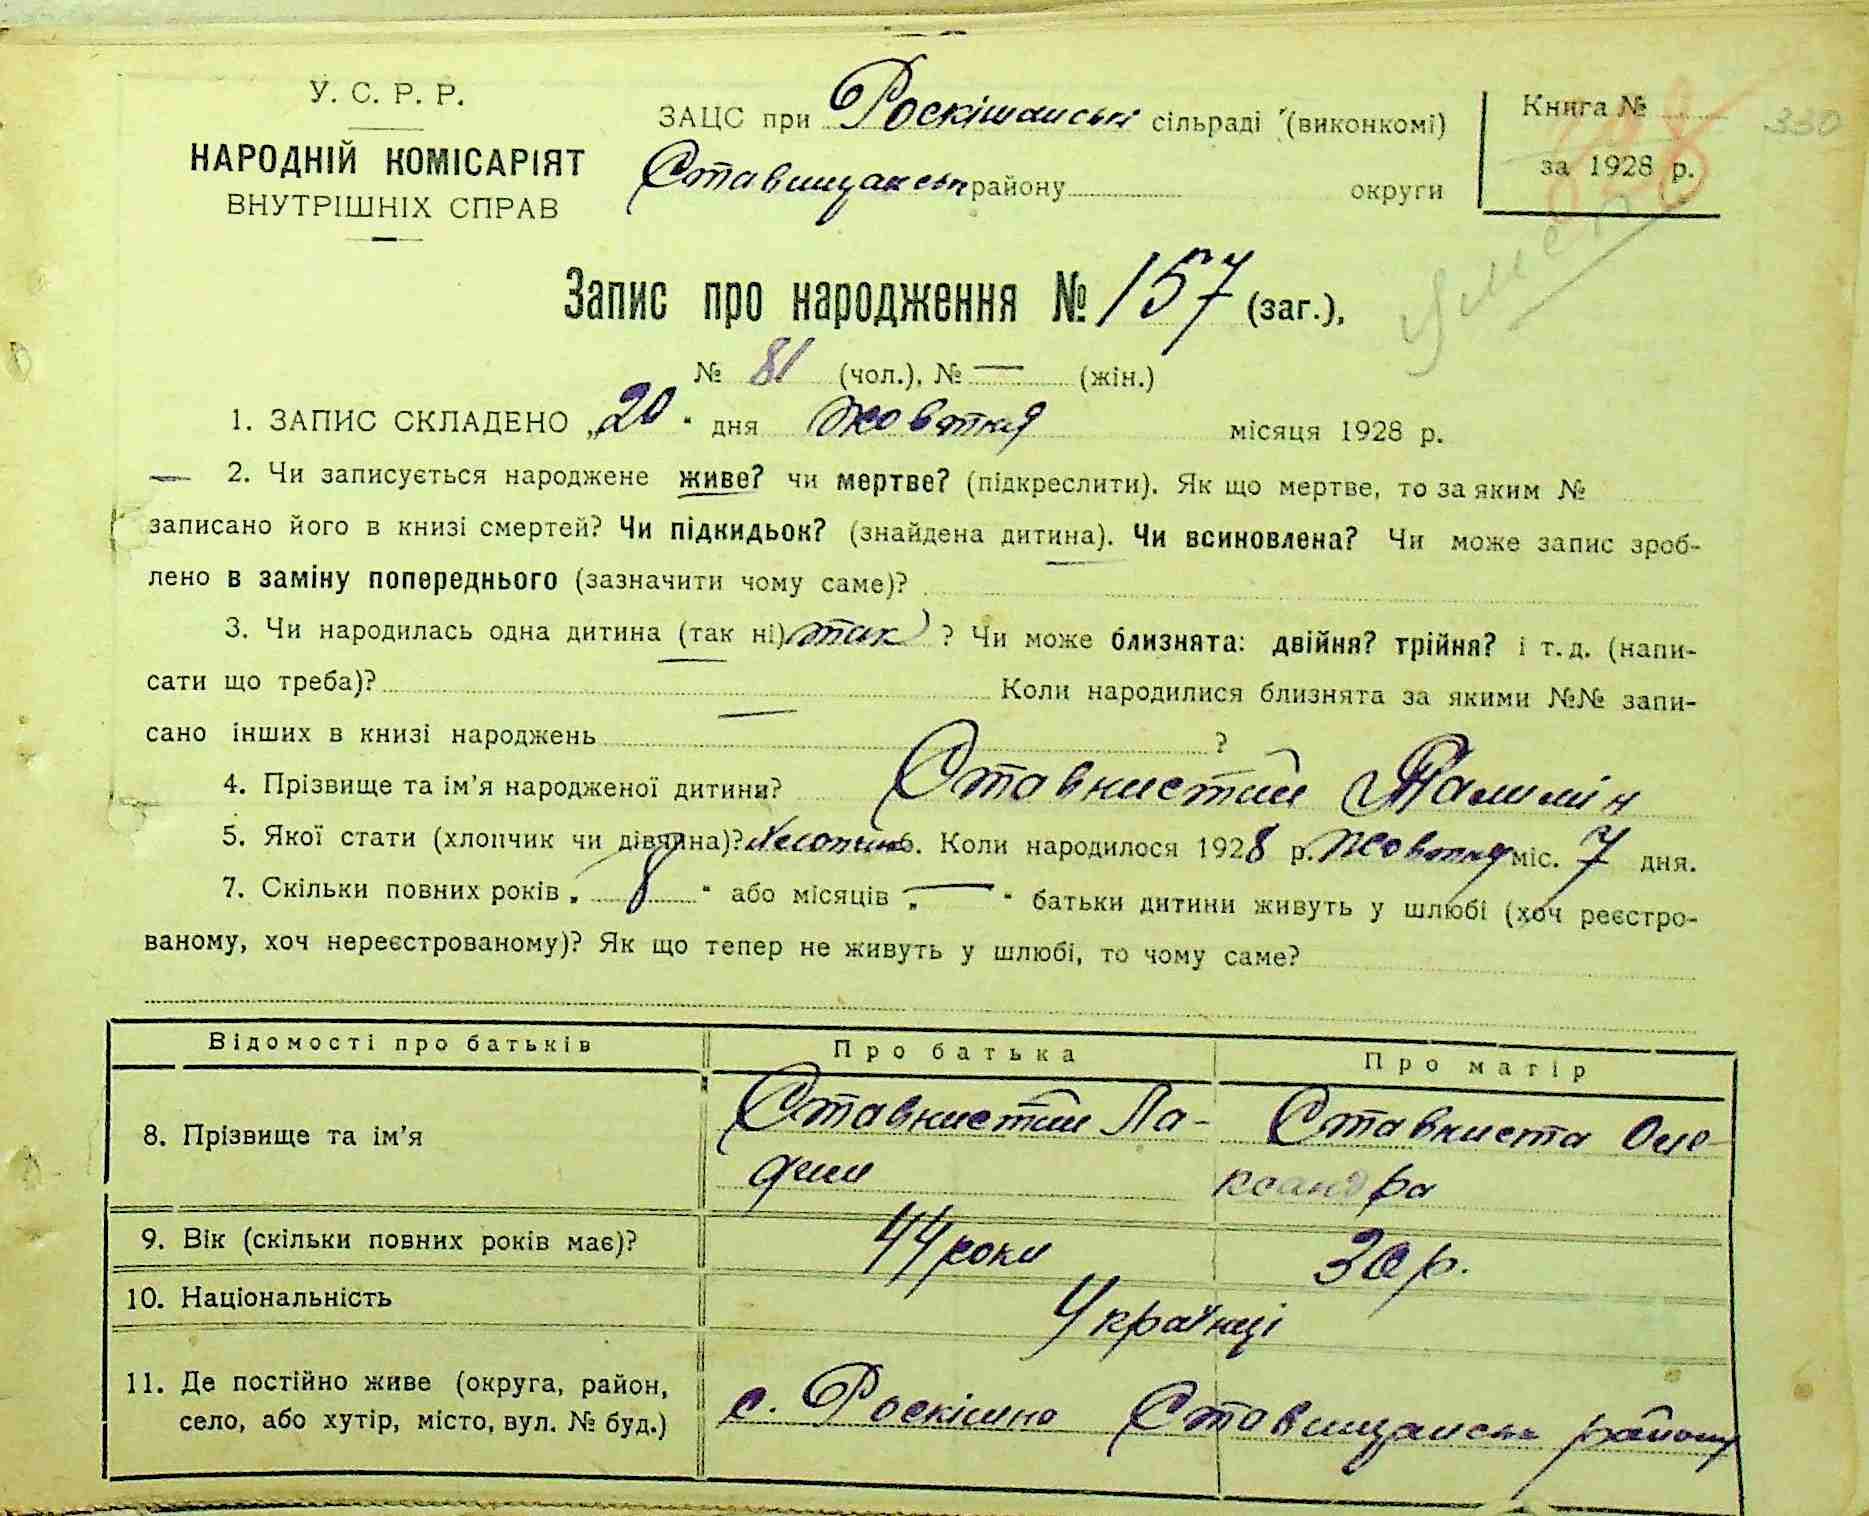 У. С. Р. Р.
НАРОДНІЙ КОМІСАРІЯТ
ВНУТРІШНІХ СПРАВ
ЗАЦС при Роскішанські сільраді (виконкомі)
Ставищанськ району округи
Книга №
за 1928 р.
330
Запис про народження № 157 (заг.),
№ 81 (чол.), № — (жін.)
1. ЗАПИС СКЛАДЕНО „20“ дня жовтня місяця 1928 р.
— 2. Чи записується народжене живе? чи мертве? (підкреслити). Як що мертве, то за яким №
записано його в книзі смертей? Чи підкидьок? (знайдена дитина). Чи всиновлена? Чи може запис зроб-
лено в заміну попереднього (зазначити чому саме)?
3. Чи народилась одна дитина (так ні) так ? Чи може близнята: двійня? трійня? і т. д. (напи-
сати що треба)? Коли народилися близнята за якими №№ запи-
сано інших в книзі народжень ?
4. Прізвище та ім'я народженої дитини? Ставнистий
5. Якої стати (хлопчик чи дівчина)? Хлопчик 6. Коли народилося 1928 р. жовтня міс. 7 дня.
7. Скільки повних років „ 8 “ або місяців „ — “ батьки дитини живуть у шлюбі (хоч реєстро-
ваному, хоч нереєстрованому)? Як що тепер не живуть у шлюбі, то чому саме?
Відомості про батьків Про батька Про матір
8. Прізвище та ім'я Ставнистий Ла- Ставниста Оле-
ксандра
9. Вік (скільки повних років має)? 44 роки 30 р.
10. Національність Українці
11. Де постійно живе (округа, район, село, або хутір, місто, вул. № буд.) с. Роскішно Ставищанськ району